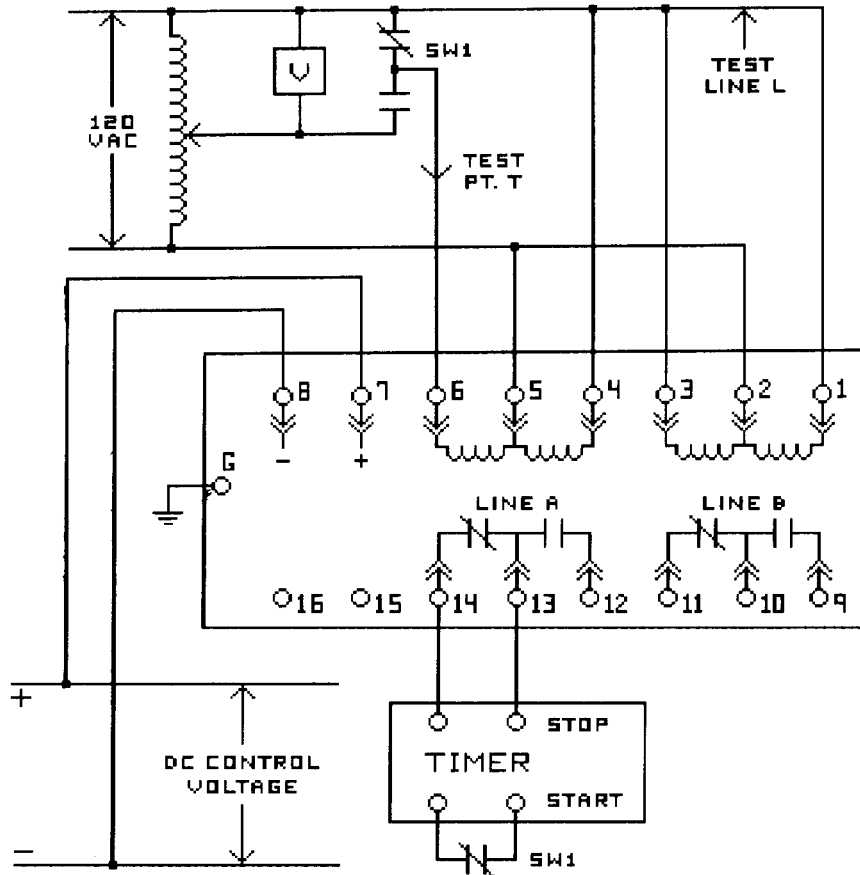 SW1
V
TEST
LINE L
120
VAC
TEST
PT. T
8 7 6 5 4 3 2 1
- +
G
LINE A LINE B
16 15 14 13 12 11 10 9
+
STOP
TIMER
DC CONTROL
VOLTAGE
START
-
SW1